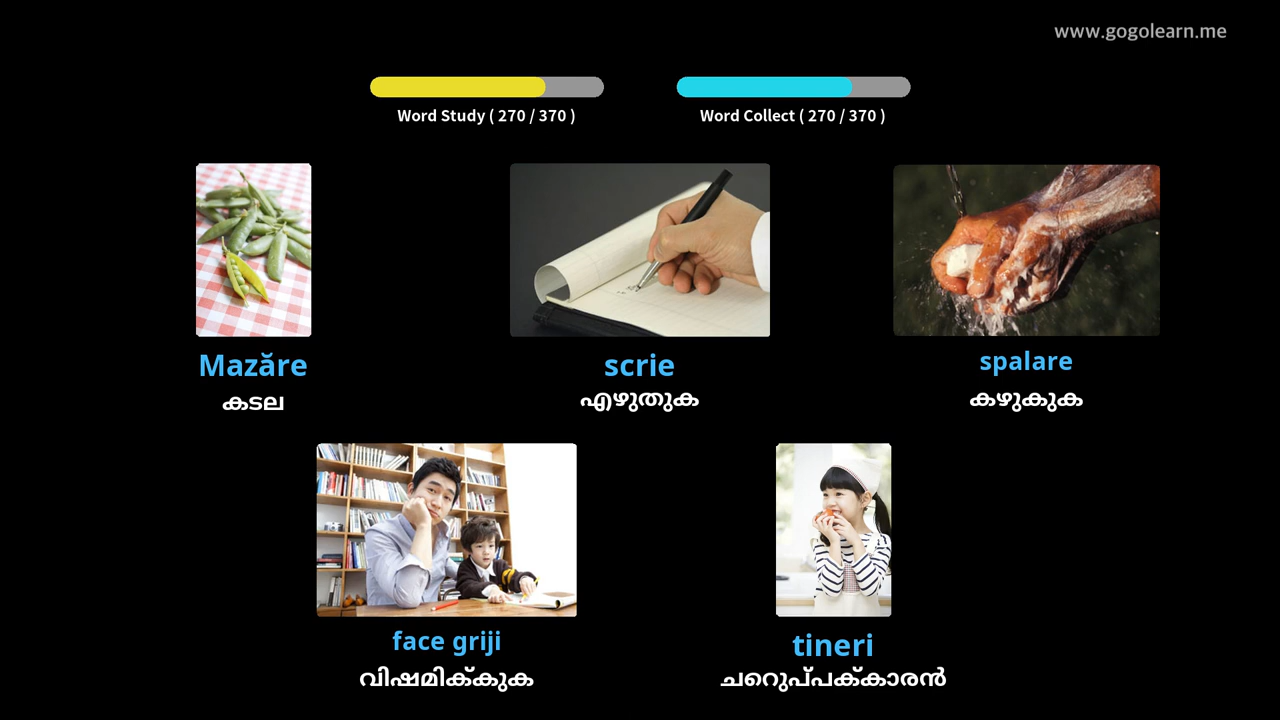 www.gogolearn.me
Word Study ( 270 / 370 )
Word Collect ( 270 / 370 )
Mazăre
കടല
scrie
എഴുതുക
spalare
കഴുകുക
face griji
വിഷമിക്കുക
tineri
ചറുെപ്പക്കാരൻ